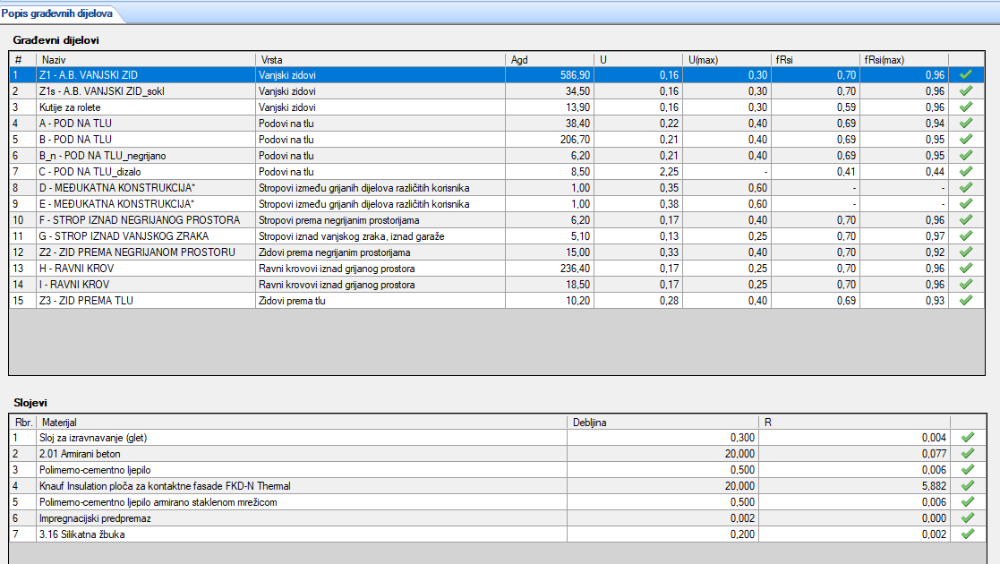 Popis građevnih dijelova
Građevni dijelovi
# Naziv Vrsta Agd U U(max) fRsi fRsi(max)
1 Z1 - A.B. VANJSKI ZID Vanjski zidovi 586,90 0,16 0,30 0,70 0,96
2 Z1s - A.B. VANJSKI ZID_sokl Vanjski zidovi 34,50 0,16 0,30 0,70 0,96
3 Kutije za rolete Vanjski zidovi 13,90 0,16 0,30 0,59 0,96
4 A - POD NA TLU Podovi na tlu 38,40 0,22 0,40 0,69 0,94
5 B - POD NA TLU Podovi na tlu 206,70 0,21 0,40 0,69 0,95
6 B_n - POD NA TLU_negrijano Podovi na tlu 6,20 0,21 0,40 0,69 0,95
7 C - POD NA TLU_dizalo Podovi na tlu 8,50 2,25 - 0,41 0,44
8 D - MEĐUKATNA KONSTRUKCIJA* Stropovi između grijanih dijelova različitih korisnika 1,00 0,35 0,60 - -
9 E - MEĐUKATNA KONSTRUKCIJA* Stropovi između grijanih dijelova različitih korisnika 1,00 0,38 0,60 - -
10 F - STROP IZNAD NEGRIJANOG PROSTORA Stropovi prema negrijanim prostorijama 6,20 0,17 0,40 0,70 0,96
11 G - STROP IZNAD VANJSKOG ZRAKA Stropovi iznad vanjskog zraka, iznad garaže 5,10 0,13 0,25 0,70 0,97
12 Z2 - ZID PREMA NEGRIJANOM PROSTORU Zidovi prema negrijanim prostorijama 15,00 0,33 0,40 0,70 0,92
13 H - RAVNI KROV Ravni krovovi iznad grijanog prostora 236,40 0,17 0,25 0,70 0,96
14 I - RAVNI KROV Ravni krovovi iznad grijanog prostora 18,50 0,17 0,25 0,70 0,96
15 Z3 - ZID PREMA TLU Zidovi prema tlu 10,20 0,28 0,40 0,69 0,93
Slojevi
Rbr. Materijal Debljina R
1 Sloj za izravnavanje (glet) 0,300 0,004
2 2.01 Armirani beton 20,000 0,077
3 Polimerno-cementno ljepilo 0,500 0,006
4 Knauf Insulation ploča za kontaktne fasade FKD-N Thermal 20,000 5,882
5 Polimerno-cementno ljepilo armirano staklenom mrežicom 0,500 0,006
6 Impregnacijski predpremaz 0,002 0,000
7 3.16 Silikatna žbuka 0,200 0,002